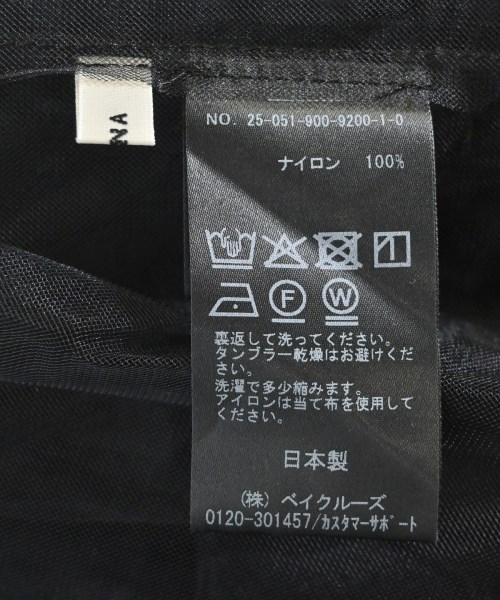 NA
NO. 25-051-900-9200-1-0
ナイロン 100%
F
W
裏返して洗ってください。
タンブラー乾燥はお避けくだ
さい。
洗濯で多少縮みます。
アイロンは当て布を使用して
ください。
日本製
(株) ベイクルーズ
0120-301457/カスタマーサポート